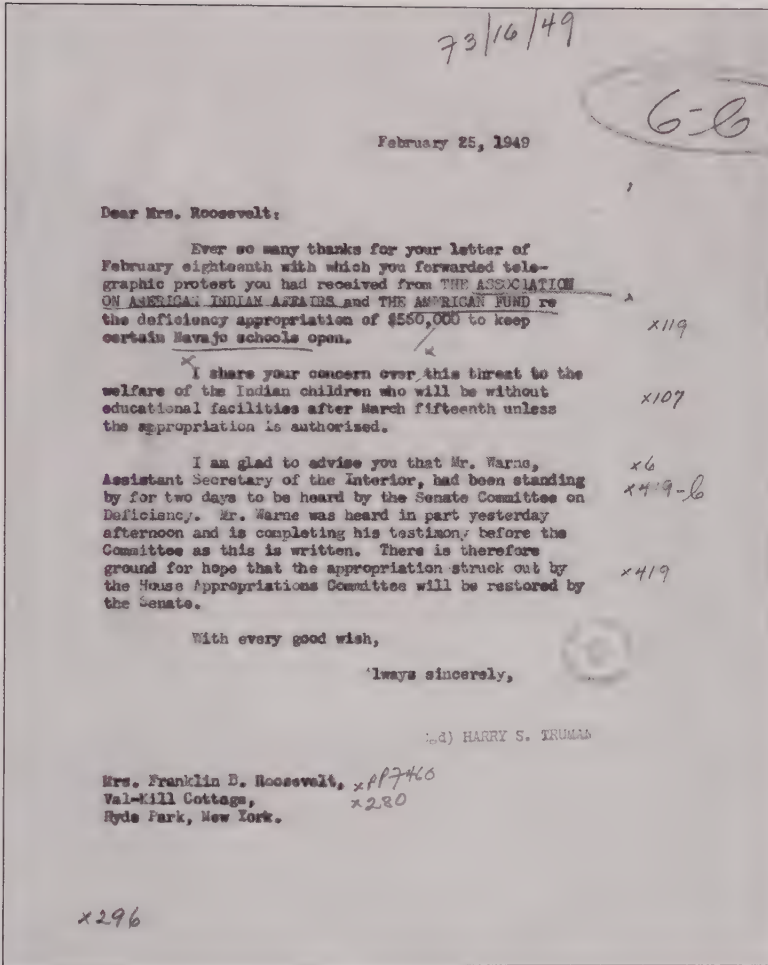 73/16/49
6-6
February 25, 1949
Dear Mrs. Roosevelt:
Ever so many thanks for your letter of
February eighteenth with which you forwarded tele-
graphic protest you had received from THE ASSOCIATION
ON AMERICAN INDIAN AFFAIRS and THE AMERICAN FUND re
the deficiency appropriation of $550,000 to keep
certain Navajo schools open.
x119
I share your concern over this threat to the
welfare of the Indian children who will be without
educational facilities after March fifteenth unless
the appropriation is authorized.
x107
I am glad to advise you that Mr. Warne,
Assistant Secretary of the Interior, had been standing
by for two days to be heard by the Senate Committee on
Deficiency. Mr. Warne was heard in part yesterday
afternoon and is completing his testimony before the
Committee as this is written. There is therefore
ground for hope that the appropriation struck out by
the House Appropriations Committee will be restored by
the Senate.
x6
x419-b
x419
With every good wish,
lways sincerely,
HARRY S. TRUMAN
Mrs. Franklin D. Roosevelt, xPP7460
Val-Kill Cottage, x280
Hyde Park, New York.
x296